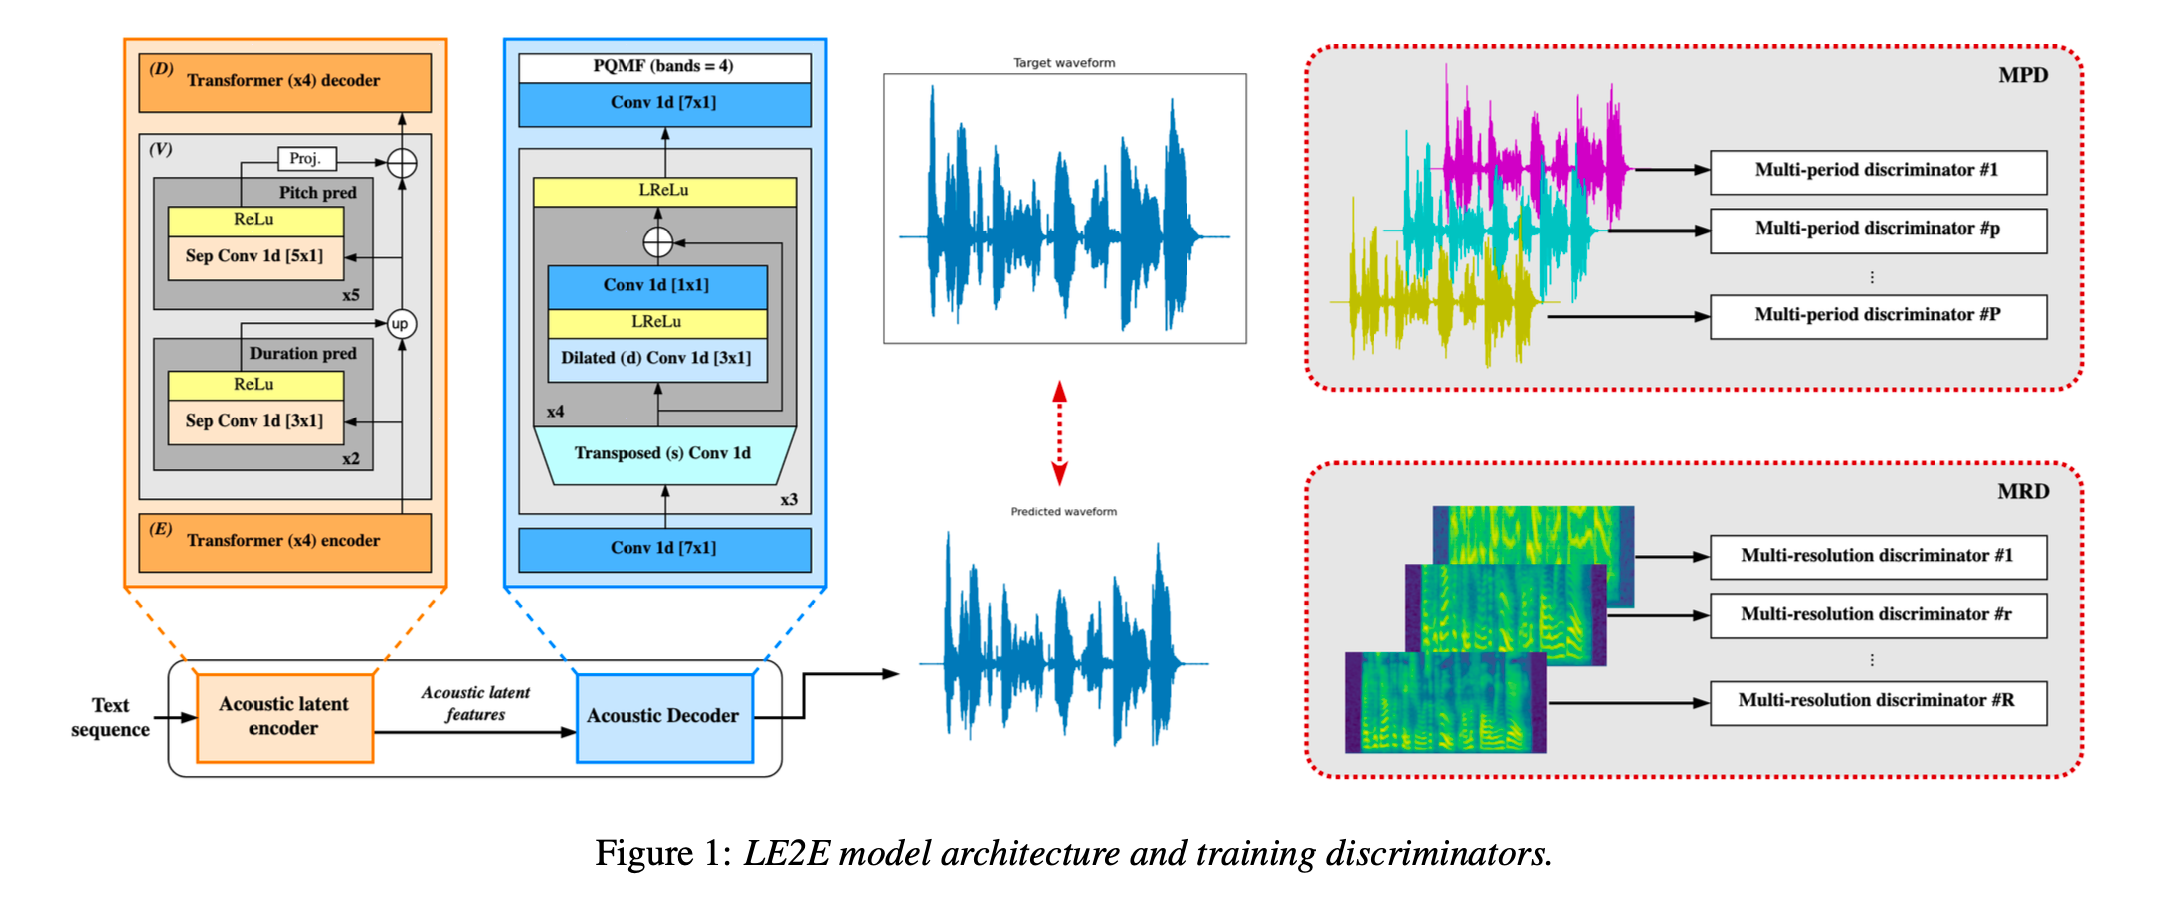 (D)
Transformer (x4) decoder
(V)
Proj.
Pitch pred
ReLu
Sep Conv 1d [5x1]
x5
up
Duration pred
ReLu
Sep Conv 1d [3x1]
x2
(E)
Transformer (x4) encoder
PQMF (bands = 4)
Conv 1d [7x1]
LReLu
Conv 1d [1x1]
LReLu
Dilated (d) Conv 1d [3x1]
x4
Transposed (s) Conv 1d
x3
Conv 1d [7x1]
Text
sequence
Acoustic latent
encoder
Acoustic latent
features
Acoustic Decoder
Target waveform
Predicted waveform
MPD
Multi-period discriminator #1
Multi-period discriminator #p
⋮
Multi-period discriminator #P
MRD
Multi-resolution discriminator #1
Multi-resolution discriminator #r
⋮
Multi-resolution discriminator #R
Figure 1: LE2E model architecture and training discriminators.